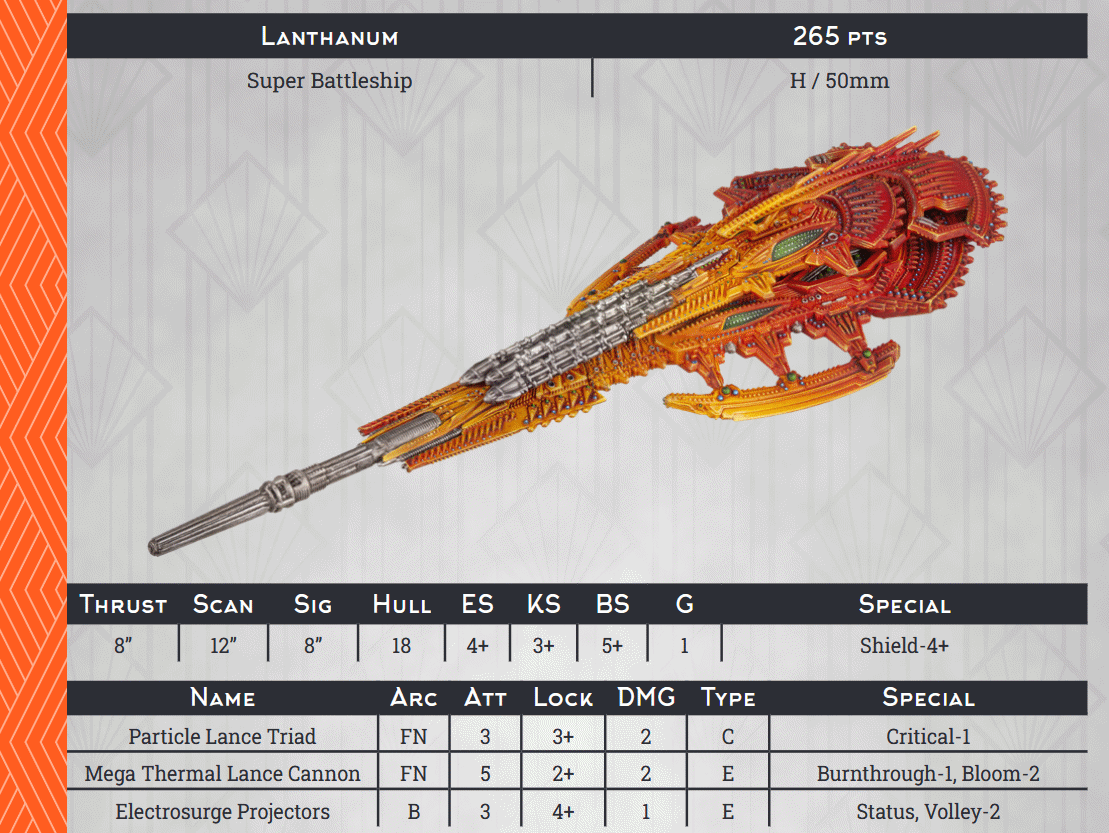 Lanthanum 265 pts
Super Battleship H / 50mm
Thrust Scan Sig Hull ES KS BS G Special
8” 12” 8” 18 4+ 3+ 5+ 1 Shield-4+
Name Arc Att Lock DMG Type Special
Particle Lance Triad FN 3 3+ 2 C Critical-1
Mega Thermal Lance Cannon FN 5 2+ 2 E Burnthrough-1, Bloom-2
Electrosurge Projectors B 3 4+ 1 E Status, Volley-2